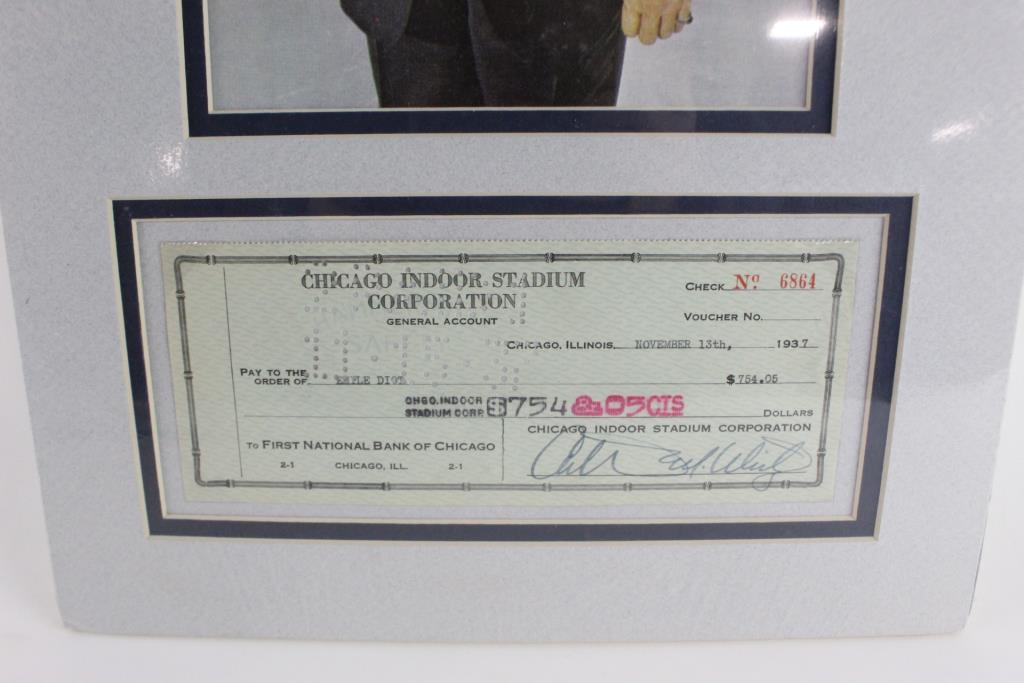 CHICAGO INDOOR STADIUM
CORPORATION
GENERAL ACCOUNT
CHECK Nº 6864
VOUCHER NO.
CHICAGO, ILLINOIS, NOVEMBER 13th, 1937
PAY TO THE
ORDER OF $754.05
CHGO.INDOOR
STADIUM CORP. $754&05CTS DOLLARS
CHICAGO INDOOR STADIUM CORPORATION
TO FIRST NATIONAL BANK OF CHICAGO
2-1 CHICAGO, ILL. 2-1